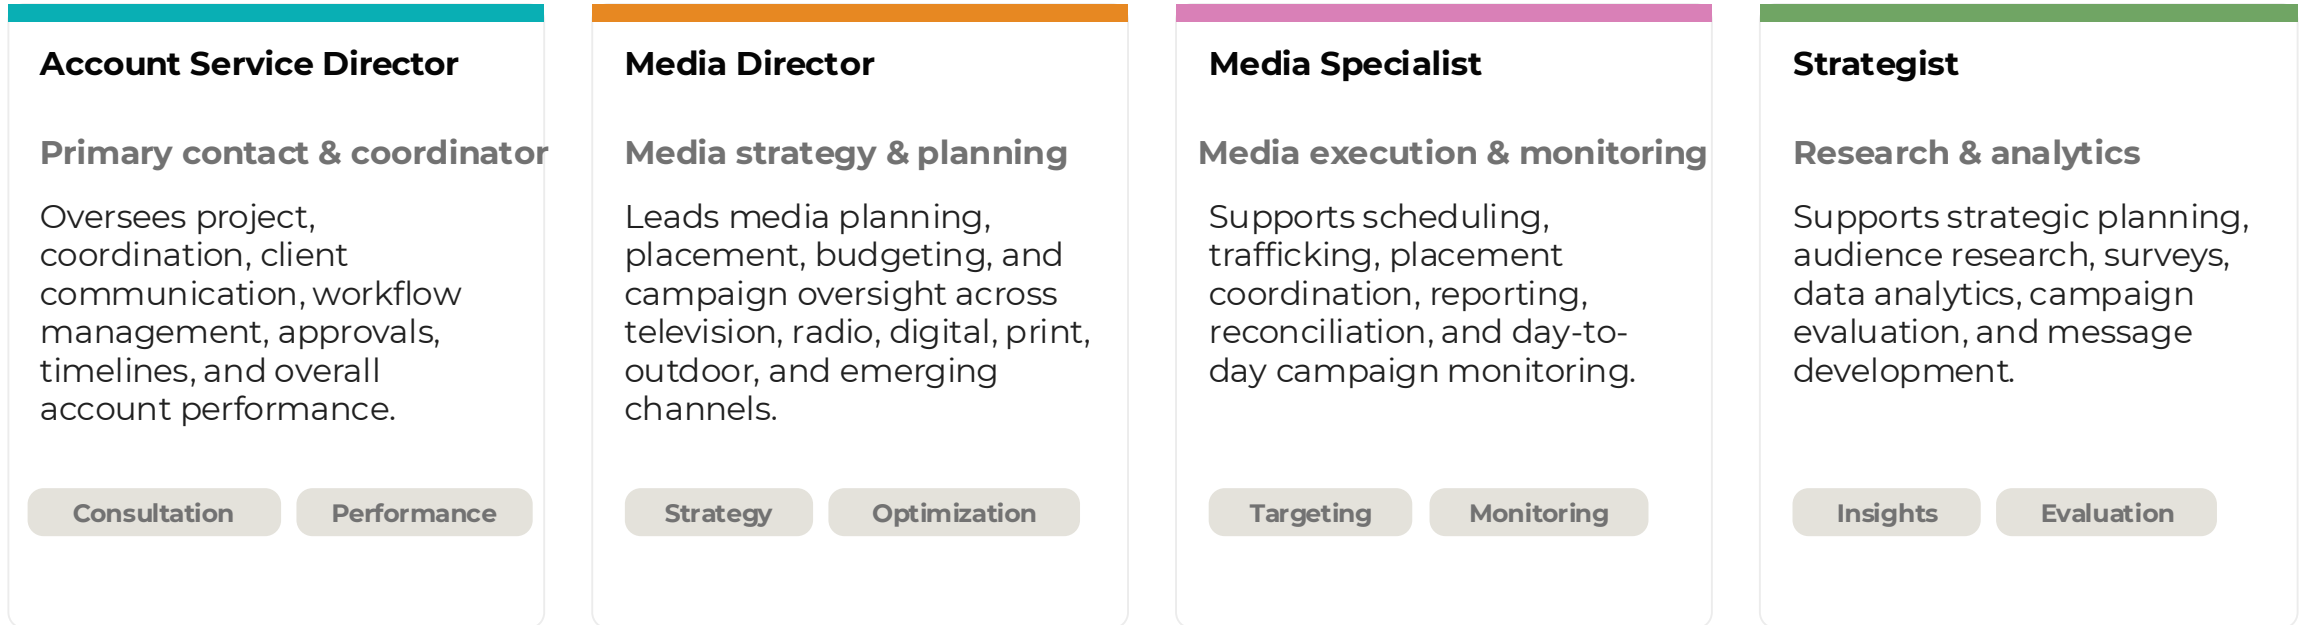 Account Service Director
Primary contact & coordinator
Oversees project,
coordination, client
communication, workflow
management, approvals,
timelines, and overall
account performance.
Consultation
Performance
Media Director
Media strategy & planning
Leads media planning,
placement, budgeting, and
campaign oversight across
television, radio, digital, print,
outdoor, and emerging
channels.
Strategy
Optimization
Media Specialist
Media execution & monitoring
Supports scheduling,
trafficking, placement
coordination, reporting,
reconciliation, and day-to-
day campaign monitoring.
Targeting
Monitoring
Strategist
Research & analytics
Supports strategic planning,
audience research, surveys,
data analytics, campaign
evaluation, and message
development.
Insights
Evaluation